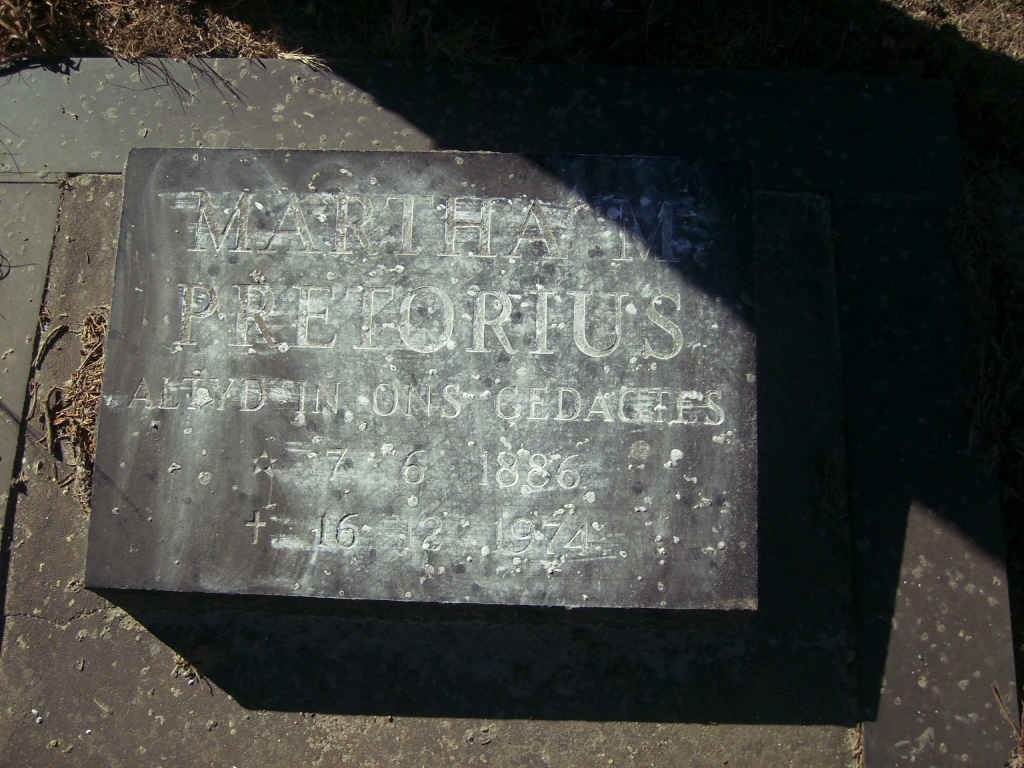 MARTHA M
PRETORIUS
ALTYD IN ONS GEDAGTES
✡ 7 6 1886
✝ 16 12 1974